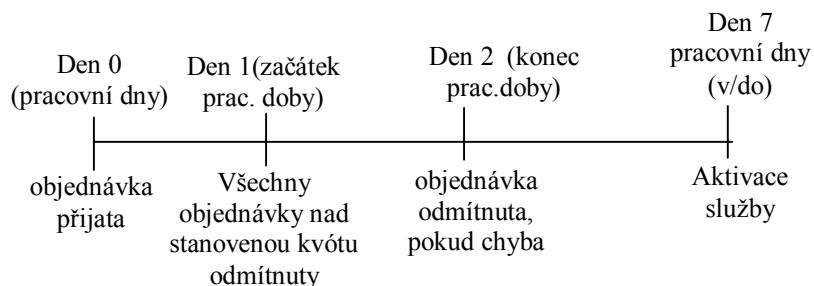 Den 0
(pracovní dny)
Den 1(začátek
prac. doby)
Den 2  (konec
prac.doby)
Den 7
pracovní dny
(v/do)
objednávka
přijata
Všechny
objednávky nad
stanovenou kvótu
odmítnuty
objednávka
odmítnuta,
pokud chyba
Aktivace
služby